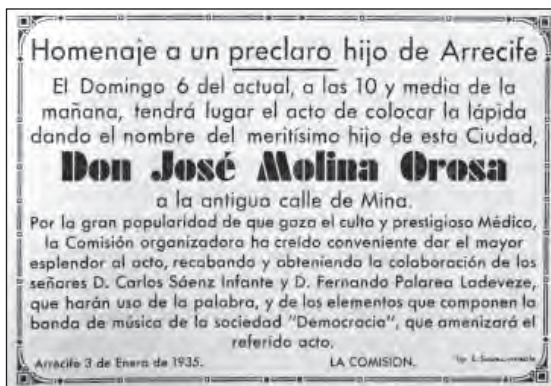 Homenaje a un preclaro hijo de Arrecife
El Domingo 6 del actual, a las 10 y media de la
mañana, tendrá lugar el acto de colocar la lápida
dando el nombre del meritísimo hijo de esta Ciudad,
Don José Molina Orosa
a la antigua calle de Mina.
Por la gran popularidad de que goza el culto y prestigioso Médico,
la Comisión organizadora ha creído conveniente dar el mayor
esplendor al acto, recabando y obteniendo la colaboración de los
señores D. Carlos Sáenz Infante y D. Fernando Palarea Ladeveze,
que harán uso de la palabra, y de los elementos que componen la
banda de música de la sociedad "Democracia", que amenizará el
referido acto.
Arrecife 3 de Enero de 1935. LA COMISION.